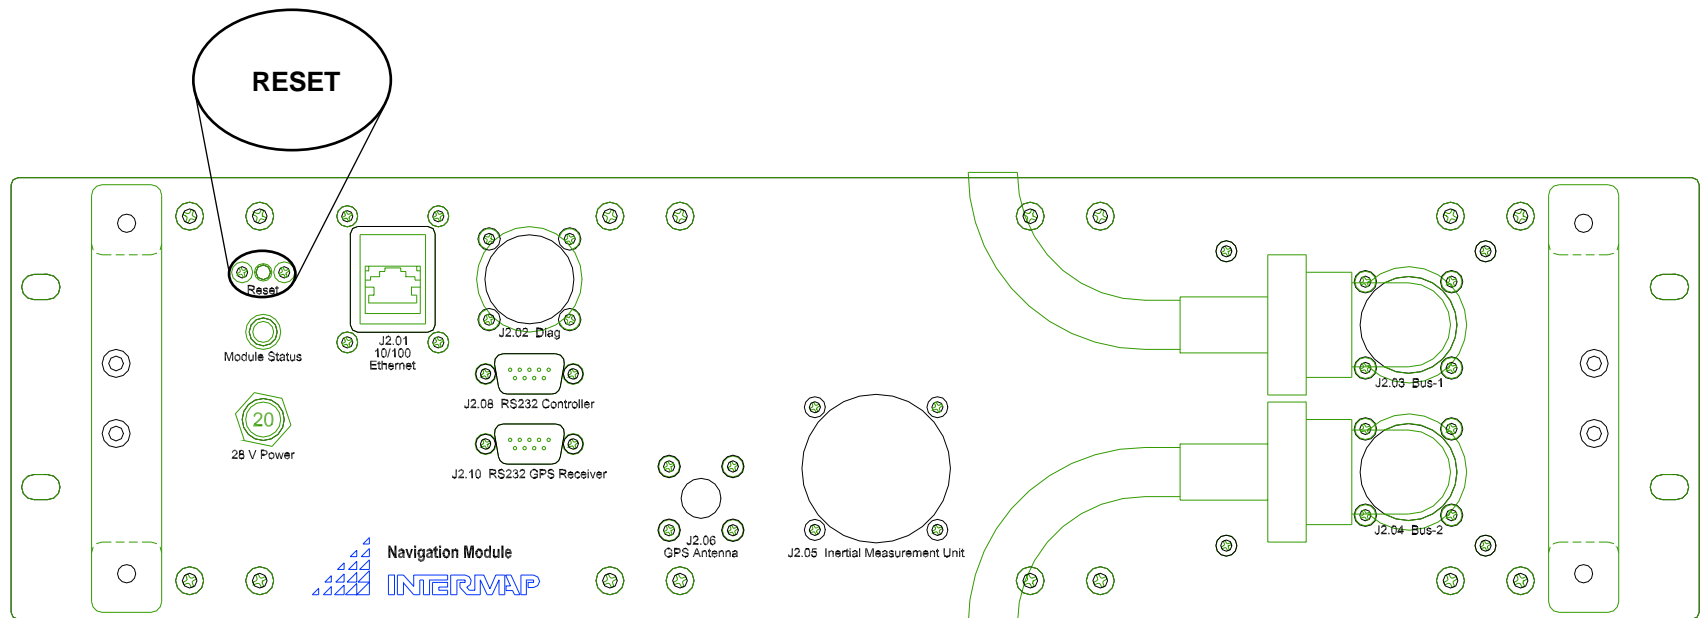 RESET
Reset
Module Status
20
28 V Power
J2.01
10/100
Ethernet
J2.02 Diag
J2.08 RS232 Controller
J2.10 RS232 GPS Receiver
J2.06
GPS Antenna
J2.05 Inertial Measurement Unit
J2.03 Bus-1
J2.04 Bus-2
Navigation Module
INTERMAP